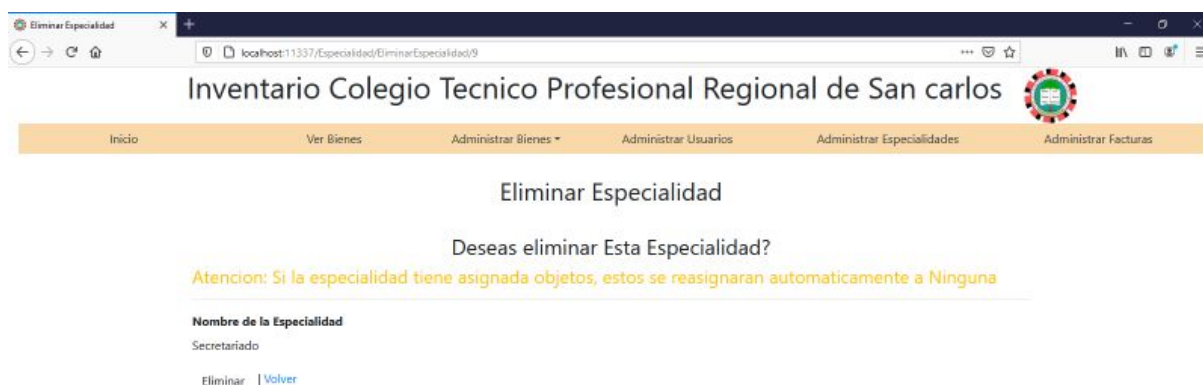 Eliminar Especialidad
localhost:11337/Especialidad/EliminarEspecialidad/9
Inventario Colegio Tecnico Profesional Regional de San carlos
Inicio Ver Bienes Administrar Bienes Administrar Usuarios Administrar Especialidades Administrar Facturas
Eliminar Especialidad
Deseas eliminar Esta Especialidad?
Atencion: Si la especialidad tiene asignada objetos, estos se reasignaran automaticamente a Ninguna
Nombre de la Especialidad
Secretariado
Eliminar | Volver